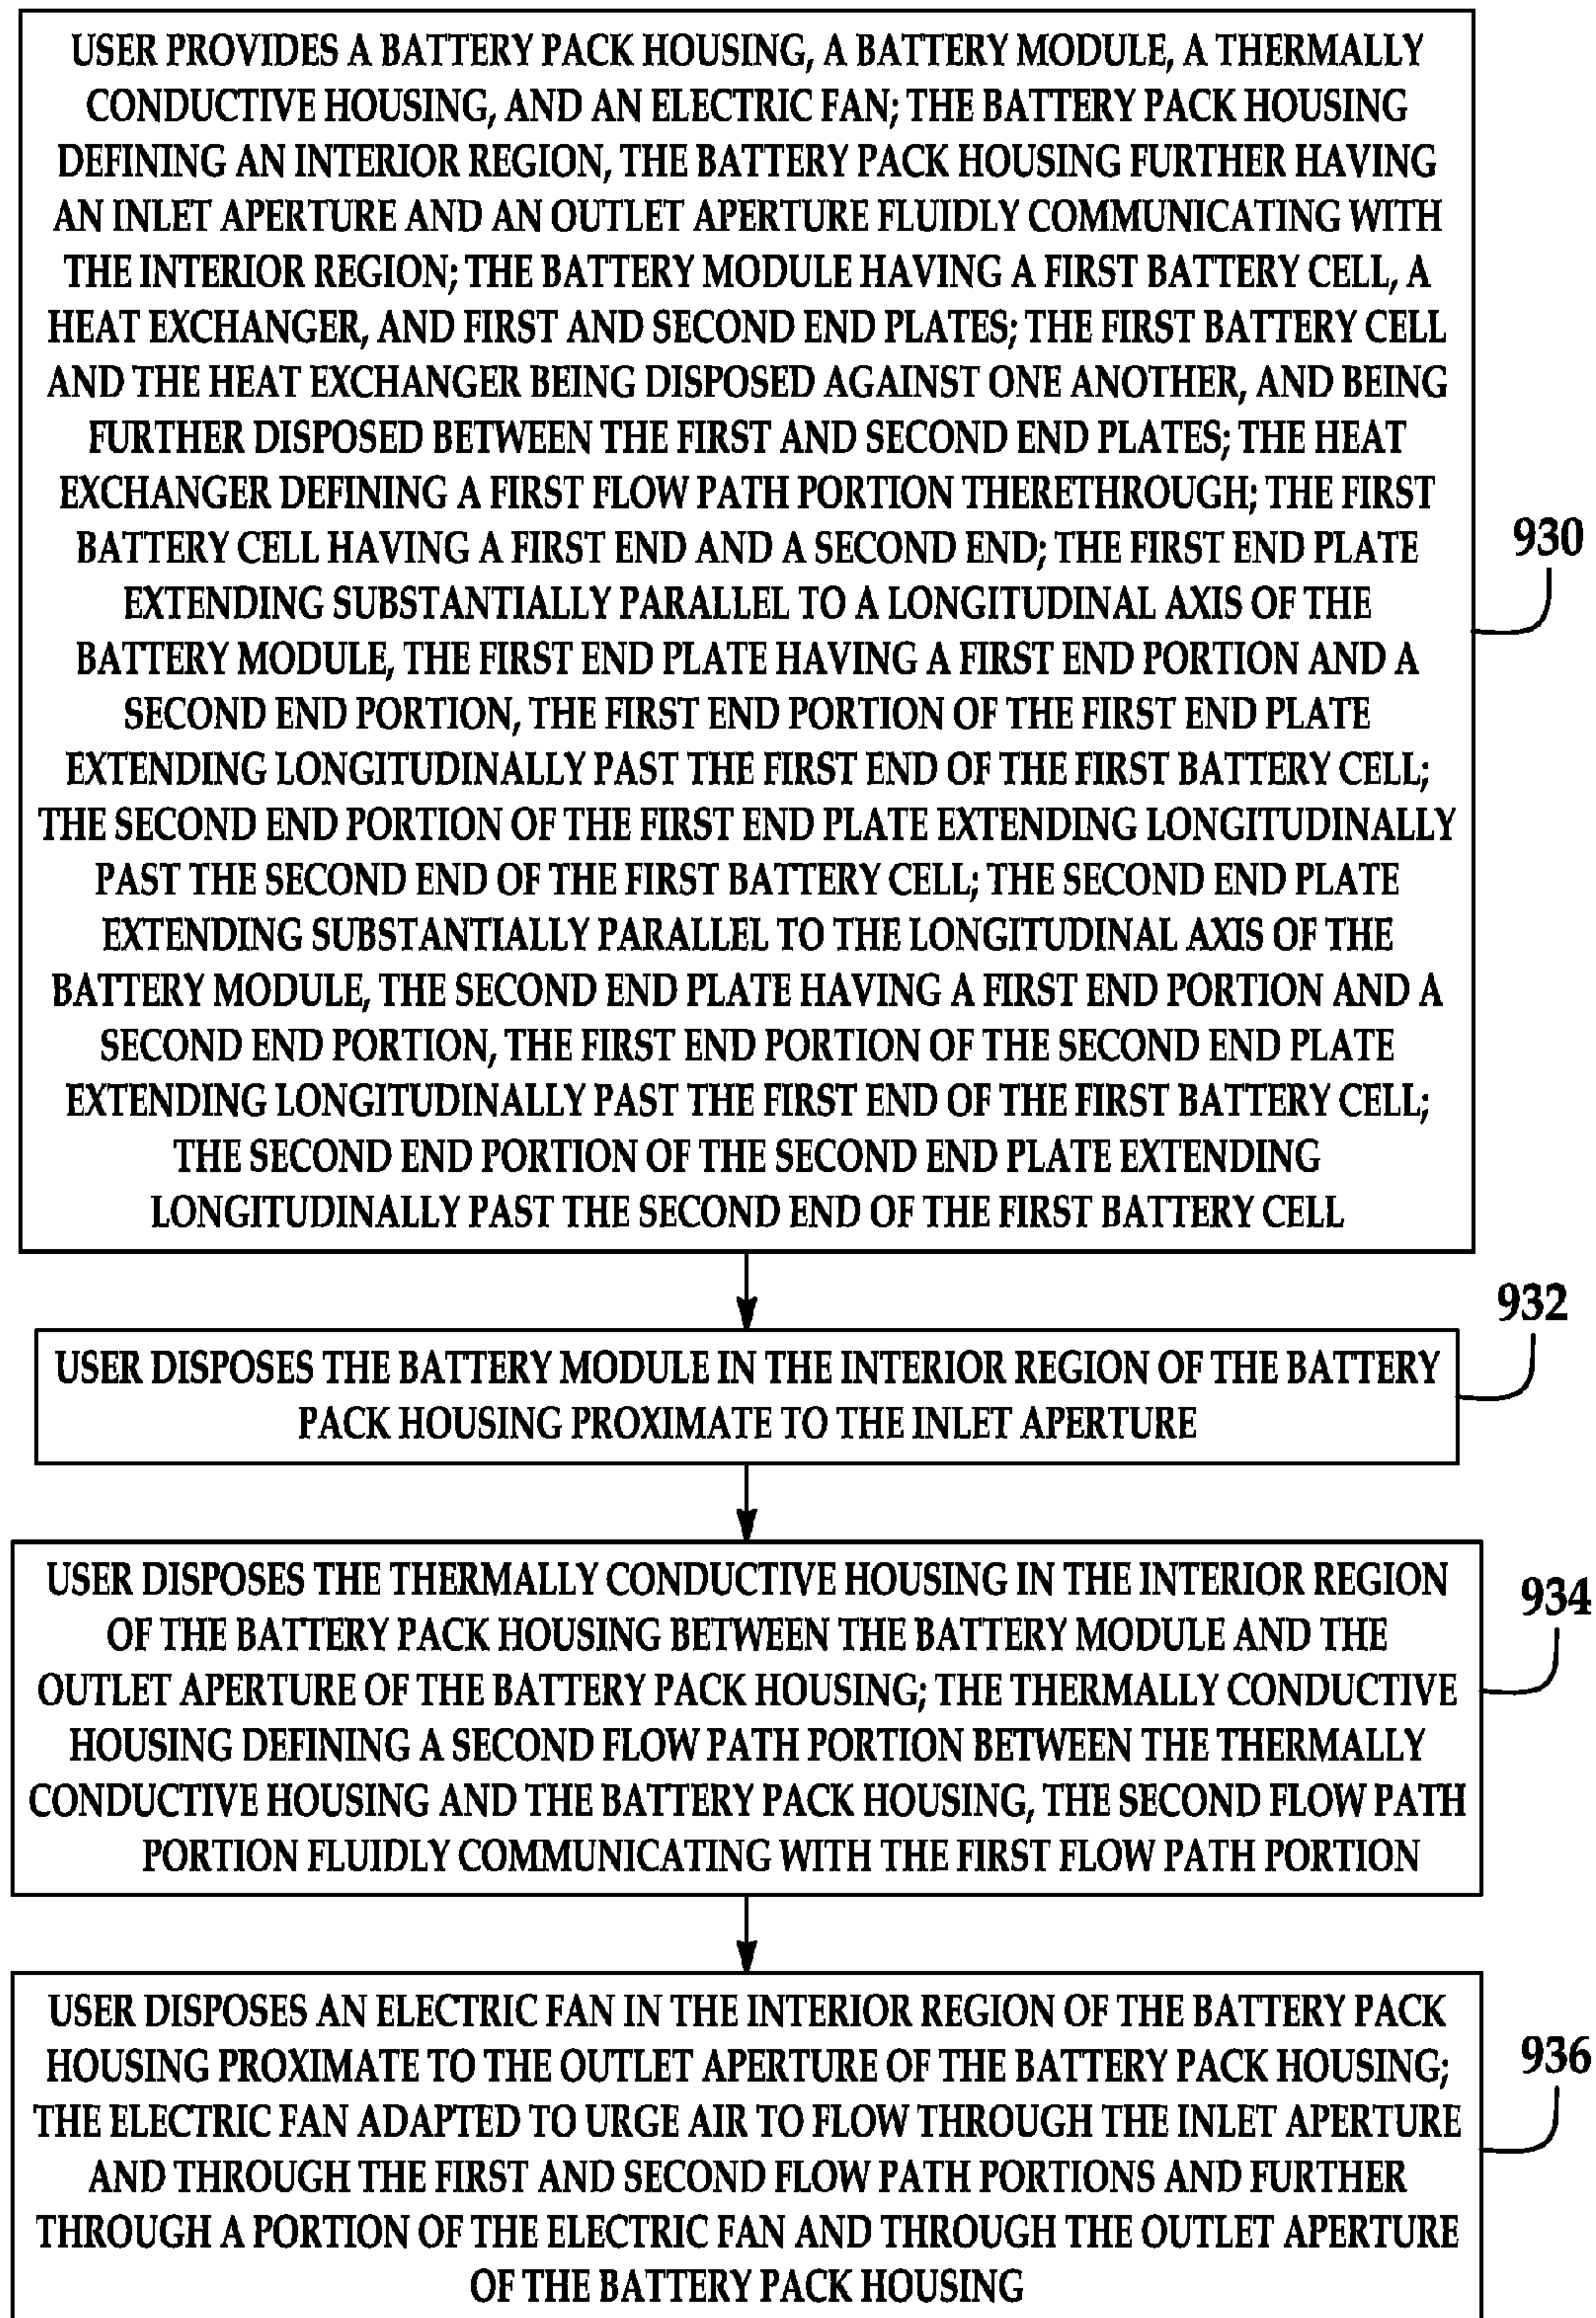 USER PROVIDES A BATTERY PACK HOUSING, A BATTERY MODULE, A THERMALLY
CONDUCTIVE HOUSING, AND AN ELECTRIC FAN; THE BATTERY PACK HOUSING
DEFINING AN INTERIOR REGION, THE BATTERY PACK HOUSING FURTHER HAVING
AN INLET APERTURE AND AN OUTLET APERTURE FLUIDLY COMMUNICATING WITH
THE INTERIOR REGION; THE BATTERY MODULE HAVING A FIRST BATTERY CELL, A
HEAT EXCHANGER, AND FIRST AND SECOND END PLATES; THE FIRST BATTERY CELL
AND THE HEAT EXCHANGER BEING DISPOSED AGAINST ONE ANOTHER, AND BEING
FURTHER DISPOSED BETWEEN THE FIRST AND SECOND END PLATES; THE HEAT
EXCHANGER DEFINING A FIRST FLOW PATH PORTION THERETHROUGH; THE FIRST
BATTERY CELL HAVING A FIRST END AND A SECOND END; THE FIRST END PLATE
EXTENDING SUBSTANTIALLY PARALLEL TO A LONGITUDINAL AXIS OF THE
BATTERY MODULE, THE FIRST END PLATE HAVING A FIRST END PORTION AND A
SECOND END PORTION, THE FIRST END PORTION OF THE FIRST END PLATE
EXTENDING LONGITUDINALLY PAST THE FIRST END OF THE FIRST BATTERY CELL;
THE SECOND END PORTION OF THE FIRST END PLATE EXTENDING LONGITUDINALLY
PAST THE SECOND END OF THE FIRST BATTERY CELL; THE SECOND END PLATE
EXTENDING SUBSTANTIALLY PARALLEL TO THE LONGITUDINAL AXIS OF THE
BATTERY MODULE, THE SECOND END PLATE HAVING A FIRST END PORTION AND A
SECOND END PORTION, THE FIRST END PORTION OF THE SECOND END PLATE
EXTENDING LONGITUDINALLY PAST THE FIRST END OF THE FIRST BATTERY CELL;
THE SECOND END PORTION OF THE SECOND END PLATE EXTENDING
LONGITUDINALLY PAST THE SECOND END OF THE FIRST BATTERY CELL
930
USER DISPOSES THE BATTERY MODULE IN THE INTERIOR REGION OF THE BATTERY
PACK HOUSING PROXIMATE TO THE INLET APERTURE
932
USER DISPOSES THE THERMALLY CONDUCTIVE HOUSING IN THE INTERIOR REGION
OF THE BATTERY PACK HOUSING BETWEEN THE BATTERY MODULE AND THE
OUTLET APERTURE OF THE BATTERY PACK HOUSING; THE THERMALLY CONDUCTIVE
HOUSING DEFINING A SECOND FLOW PATH PORTION BETWEEN THE THERMALLY
CONDUCTIVE HOUSING AND THE BATTERY PACK HOUSING, THE SECOND FLOW PATH
PORTION FLUIDLY COMMUNICATING WITH THE FIRST FLOW PATH PORTION
934
USER DISPOSES AN ELECTRIC FAN IN THE INTERIOR REGION OF THE BATTERY PACK
HOUSING PROXIMATE TO THE OUTLET APERTURE OF THE BATTERY PACK HOUSING;
THE ELECTRIC FAN ADAPTED TO URGE AIR TO FLOW THROUGH THE INLET APERTURE
AND THROUGH THE FIRST AND SECOND FLOW PATH PORTIONS AND FURTHER
THROUGH A PORTION OF THE ELECTRIC FAN AND THROUGH THE OUTLET APERTURE
OF THE BATTERY PACK HOUSING
936